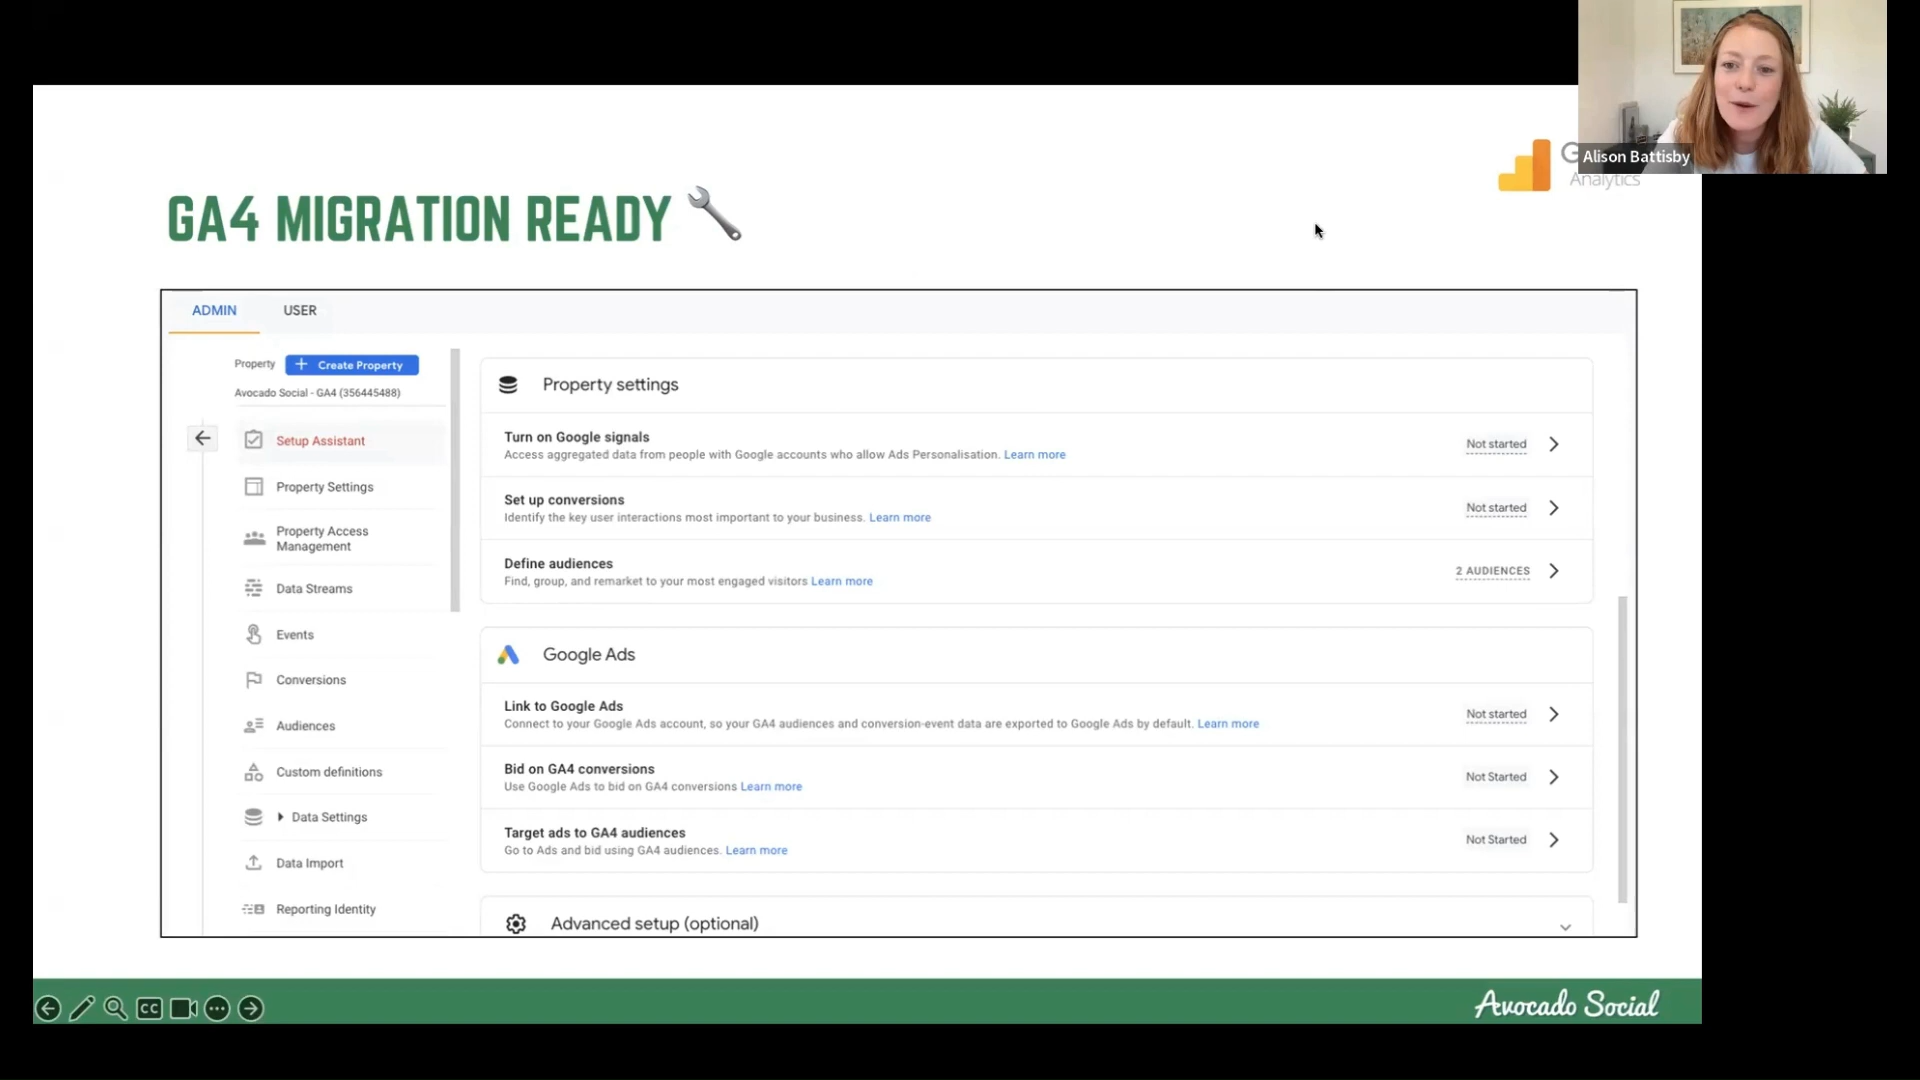 Alison Battisby
Analytics
GA4 MIGRATION READY
ADMIN
USER
Property
Create Property
Avocado Social - GA4 (356445488)
Setup Assistant
Property Settings
Property Access
Management
Data Streams
Events
Conversions
Audiences
Custom definitions
Data Settings
Data Import
Reporting Identity
Property settings
Turn on Google signals
Access aggregated data from people with Google accounts who allow Ads Personalisation. Learn more
Not started
Set up conversions
Identify the key user interactions most important to your business. Learn more
Not started
Define audiences
Find, group, and remarket to your most engaged visitors Learn more
2 AUDIENCES
Google Ads
Link to Google Ads
Connect to your Google Ads account, so your GA4 audiences and conversion-event data are exported to Google Ads by default. Learn more
Not started
Bid on GA4 conversions
Use Google Ads to bid on GA4 conversions Learn more
Not Started
Target ads to GA4 audiences
Go to Ads and bid using GA4 audiences. Learn more
Not Started
Advanced setup (optional)
CC
Avocado Social